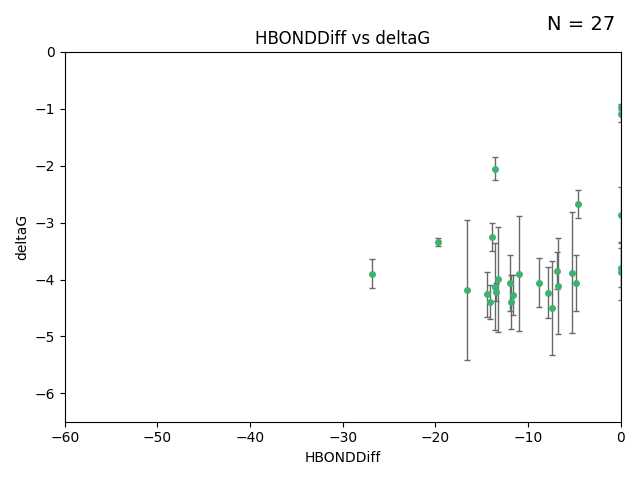 N = 27
HBONDDiff vs deltaG
0
−1
−2
−3
−4
−5
−6
deltaG
−60 −50 −40 −30 −20 −10 0
HBONDDiff